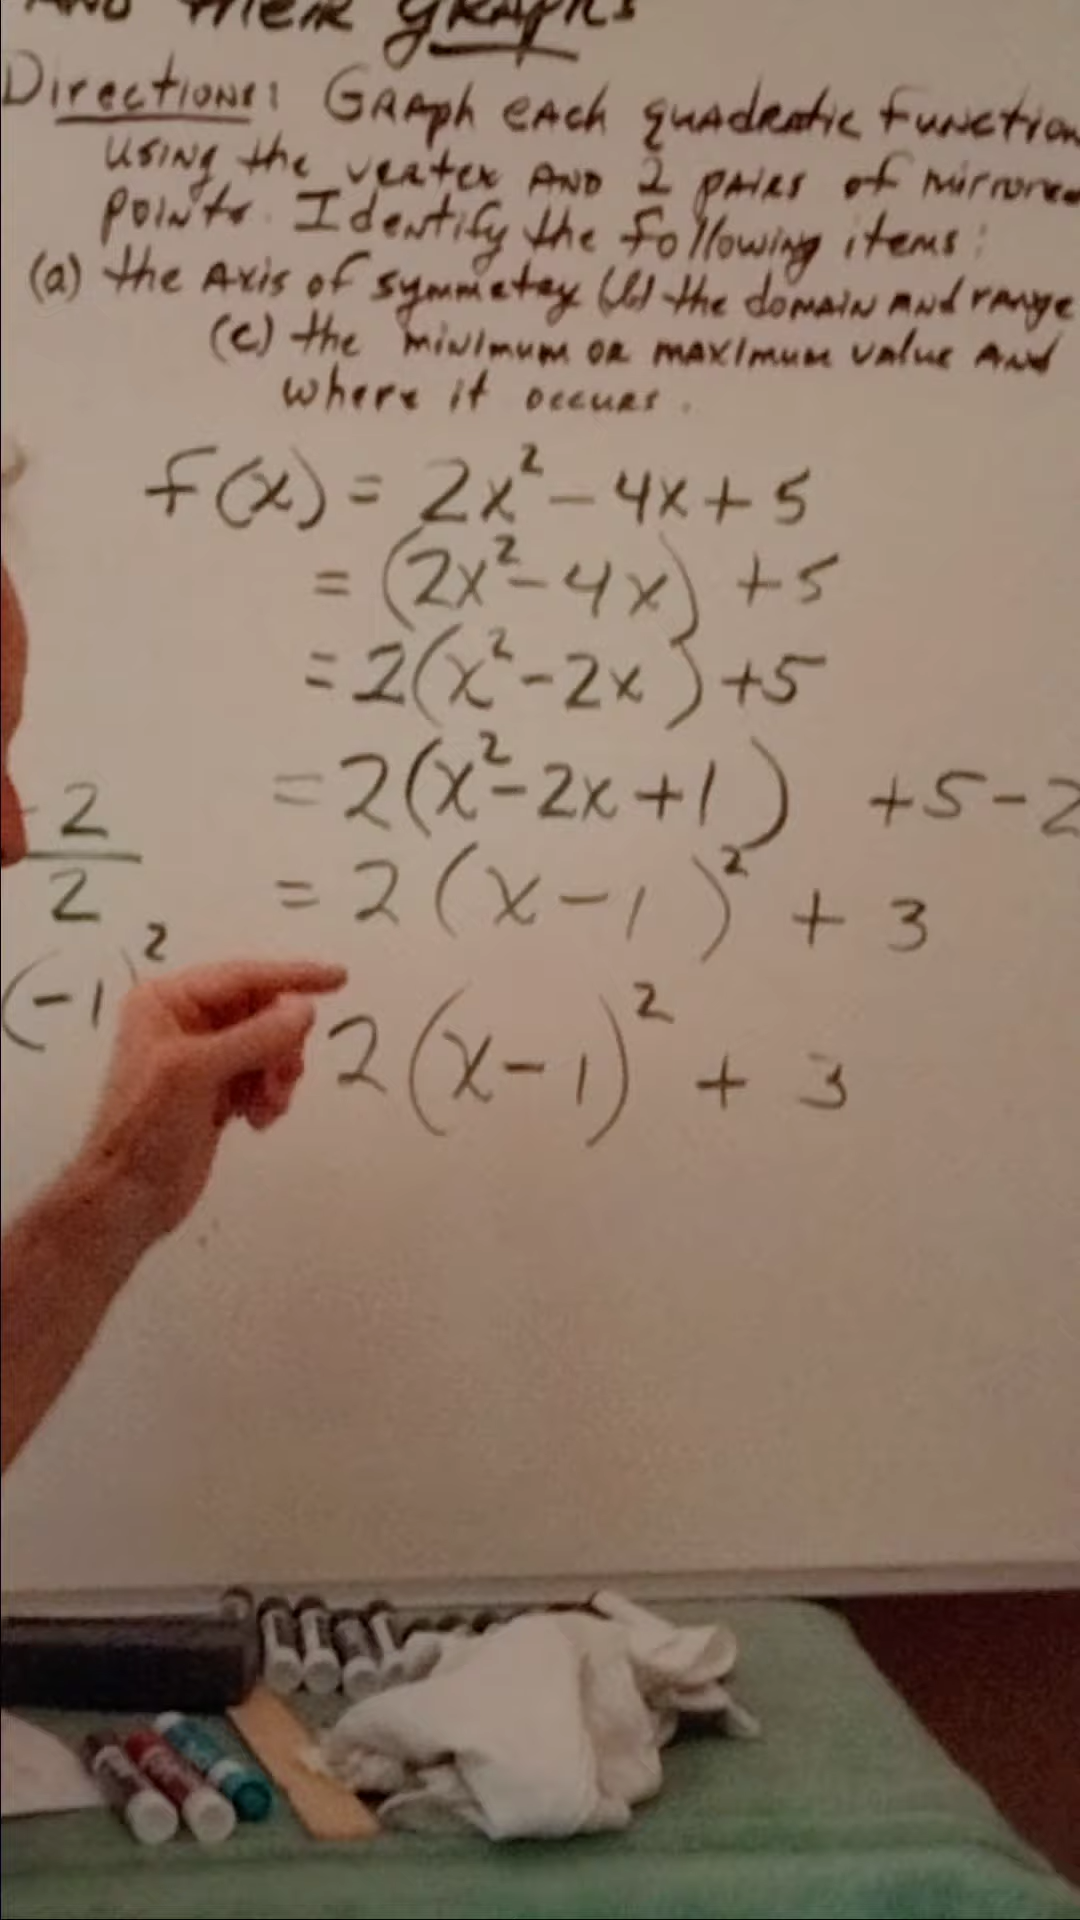 AND their graphs
Directions: Graph each quadratic function
using the vertex and 2 pairs of mirrored
points. Identify the following items:
(a) the axis of symmetry (b) the domain and range
(c) the minimum or maximum value and
where it occurs.
f(x) = 2x² - 4x + 5
= (2x² - 4x) + 5
= 2(x² - 2x) + 5
= 2(x² - 2x + 1) + 5 - 2
= 2(x - 1)² + 3
2(x - 1)² + 3
-2
2
(-1)²